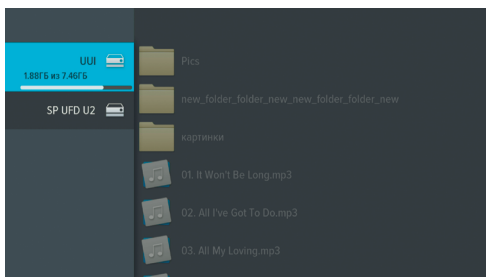 UUI
1.88ГБ из 7.46ГБ
SP UFD U2
Pics
new_folder_folder_new_new_folder_folder_new
картинки
01. It Won't Be Long.mp3
02. All I've Got To Do.mp3
03. All My Loving.mp3